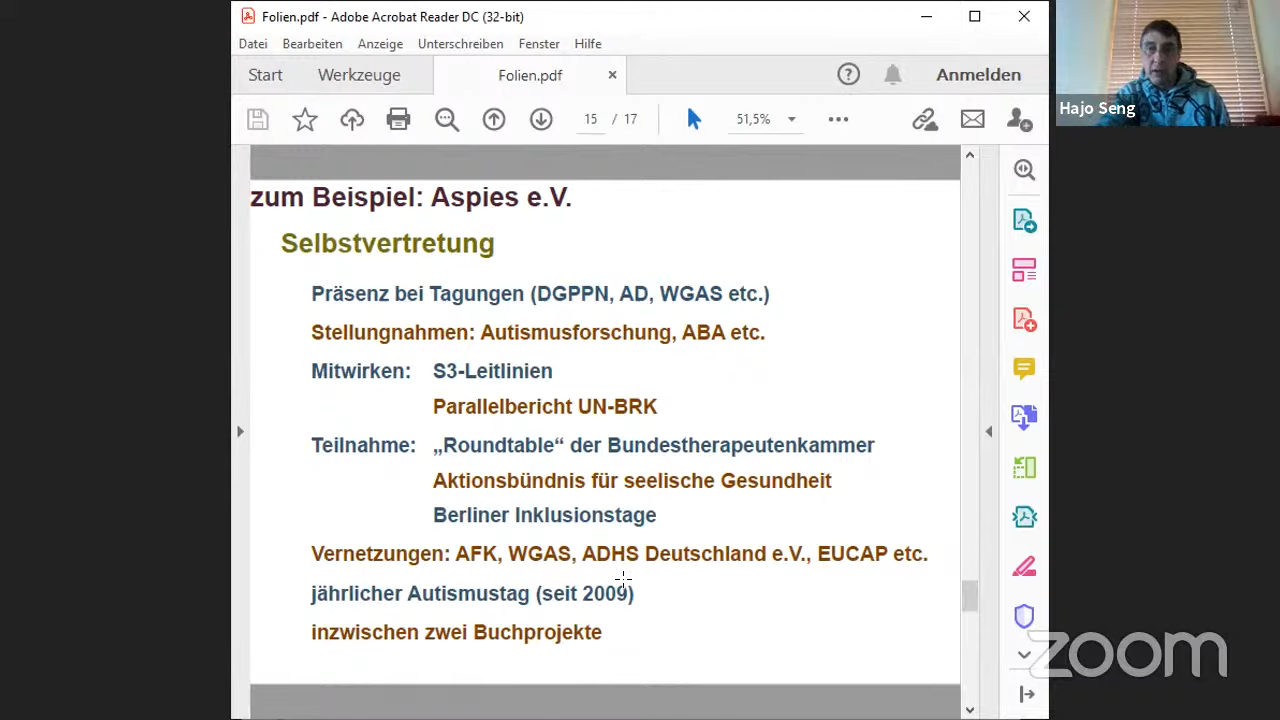 Folien.pdf - Adobe Acrobat Reader DC (32-bit)
Datei Bearbeiten Anzeige Unterschreiben Fenster Hilfe
Start Werkzeuge Folien.pdf Anmelden
15 / 17 51,5%
Hajo Seng
zum Beispiel: Aspies e.V.
Selbstvertretung
Präsenz bei Tagungen (DGPPN, AD, WGAS etc.)
Stellungnahmen: Autismusforschung, ABA etc.
Mitwirken: S3-Leitlinien
Parallelbericht UN-BRK
Teilnahme: „Roundtable“ der Bundestherapeutenkammer
Aktionsbündnis für seelische Gesundheit
Berliner Inklusionstage
Vernetzungen: AFK, WGAS, ADHS Deutschland e.V., EUCAP etc.
jährlicher Autismustag (seit 2009)
inzwischen zwei Buchprojekte
zoom